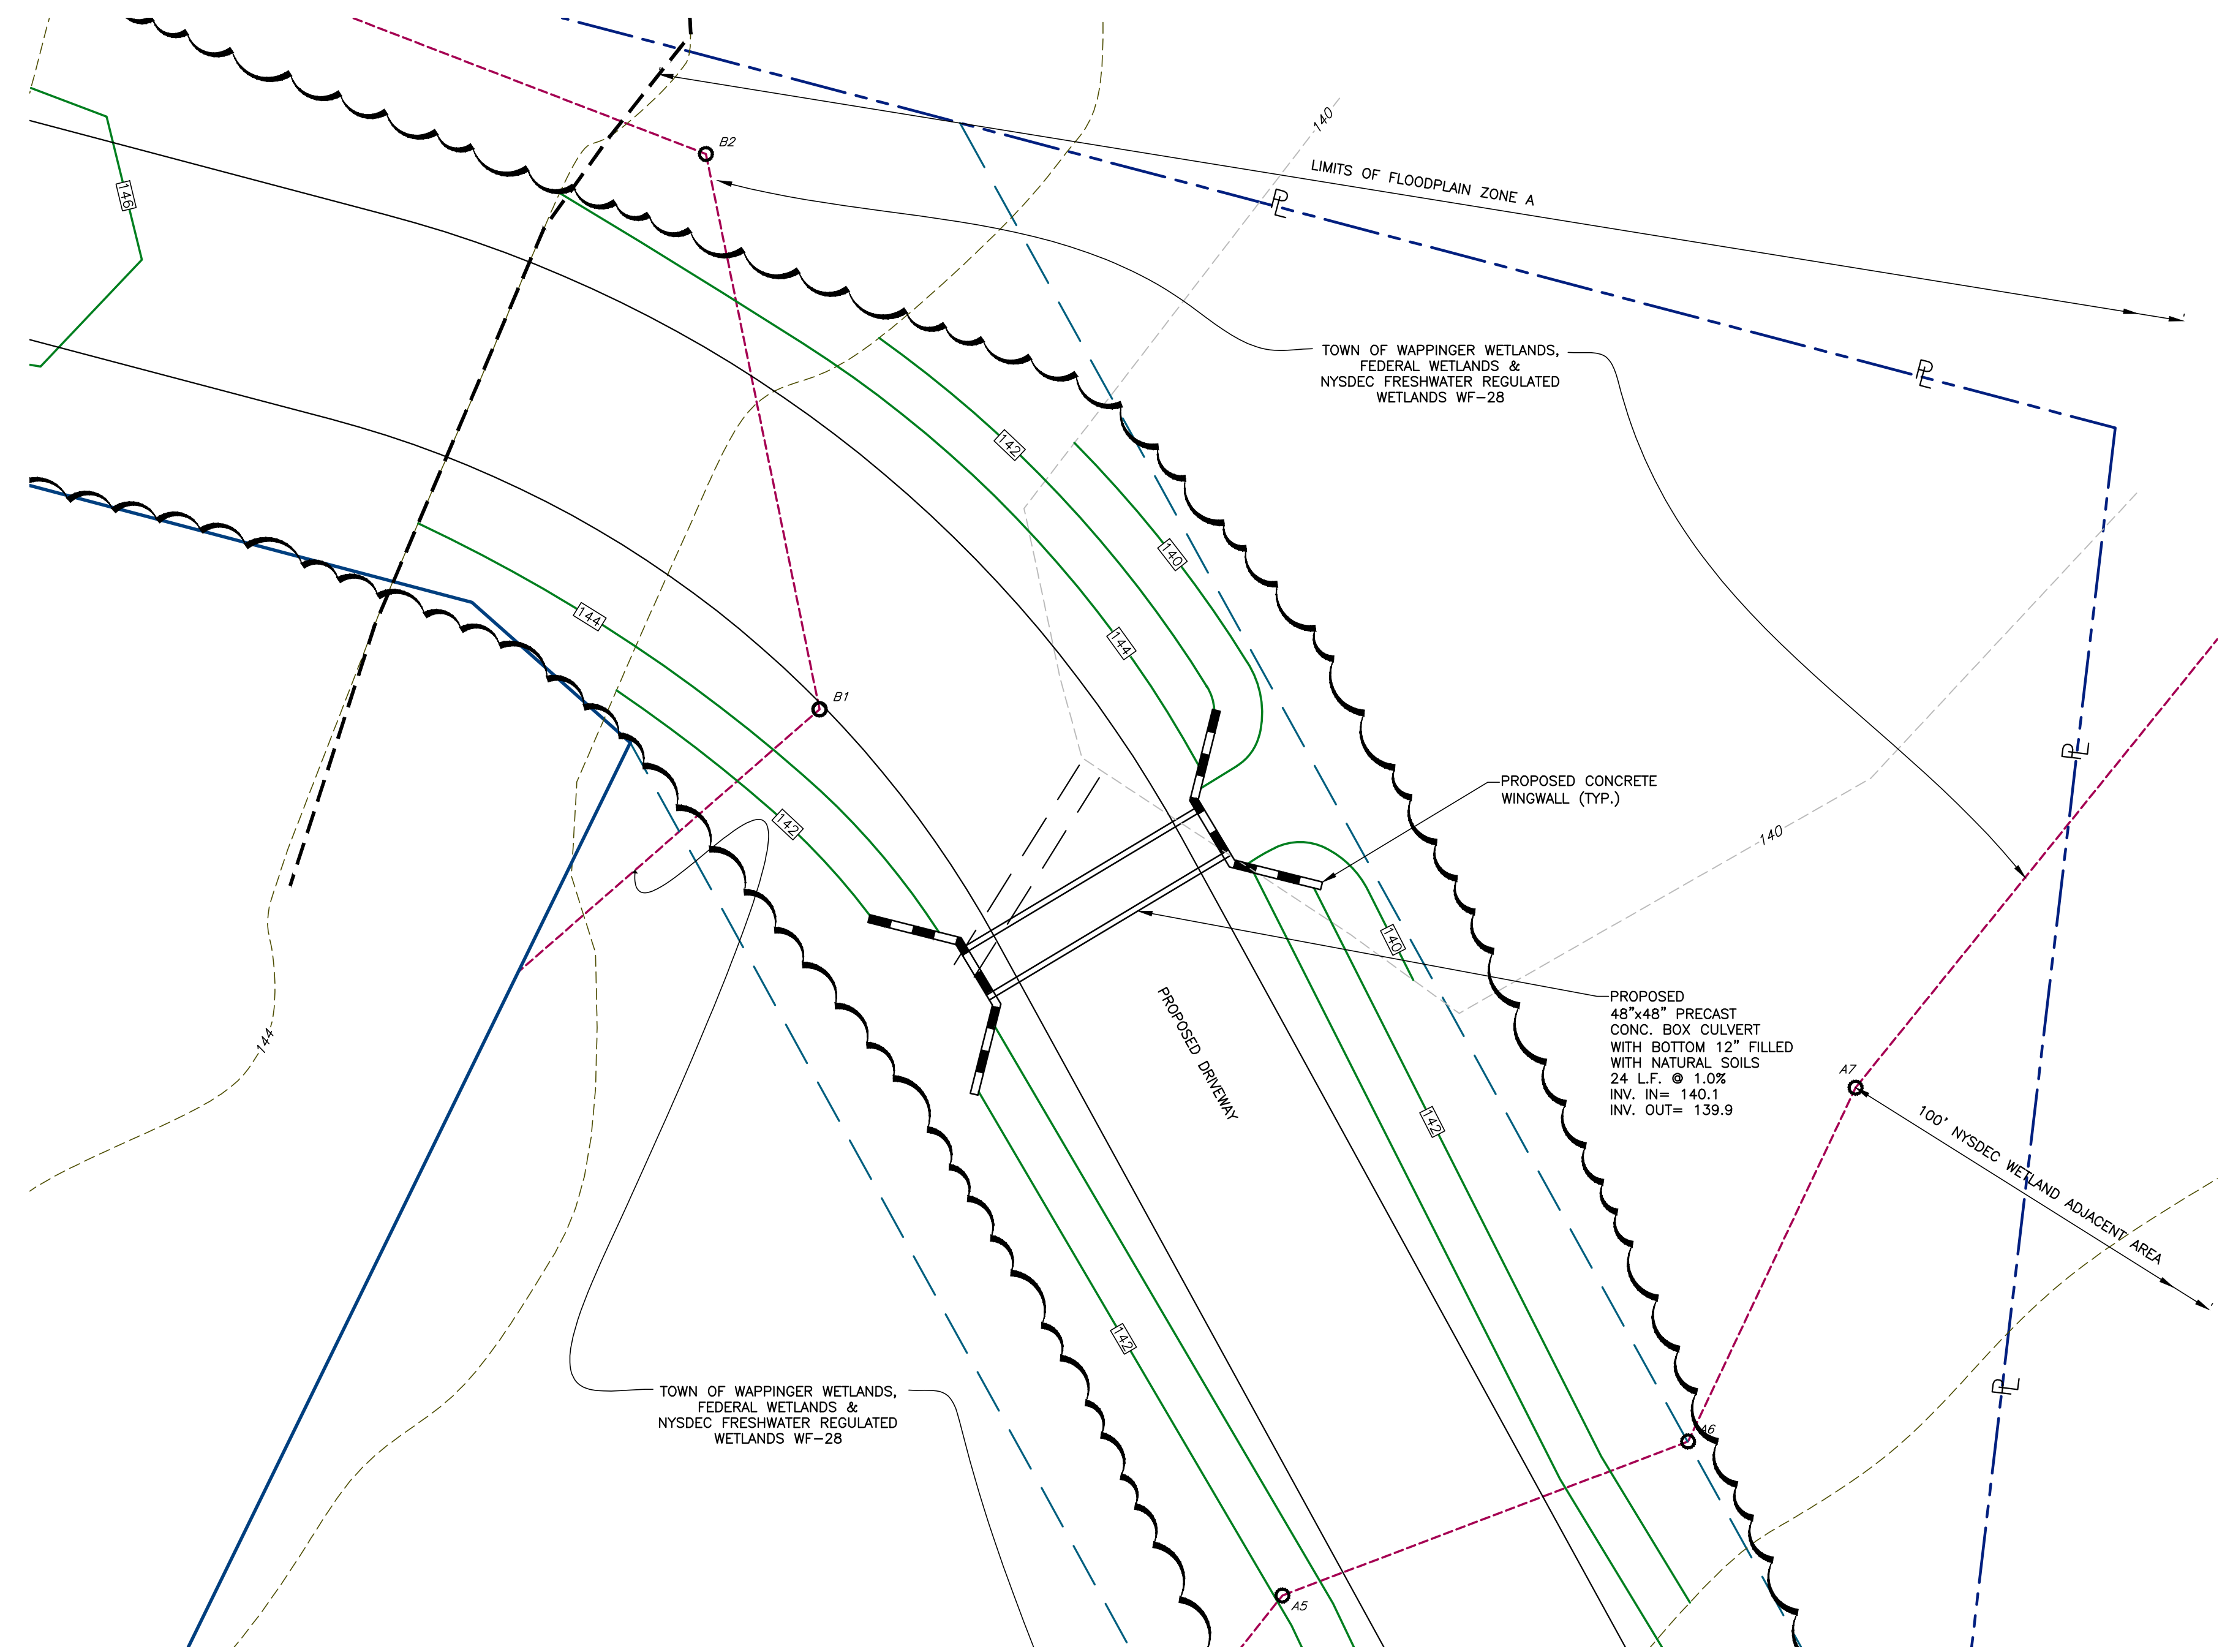 B2
140
LIMITS OF FLOODPLAIN ZONE A
146
PL
TOWN OF WAPPINGER WETLANDS,
FEDERAL WETLANDS &
NYSDEC FRESHWATER REGULATED
WETLANDS WF-28
PL
142
140
144
144
B1
PL
PROPOSED CONCRETE
WINGWALL (TYP.)
142
140
140
PROPOSED
48"x48" PRECAST
CONC. BOX CULVERT
WITH BOTTOM 12" FILLED
WITH NATURAL SOILS
24 L.F. @ 1.0%
INV. IN= 140.1
INV. OUT= 139.9
PROPOSED DRIVEWAY
144
A7
100' NYSDEC WETLAND ADJACENT AREA
142
142
PL
TOWN OF WAPPINGER WETLANDS,
FEDERAL WETLANDS &
NYSDEC FRESHWATER REGULATED
WETLANDS WF-28
A6
A5